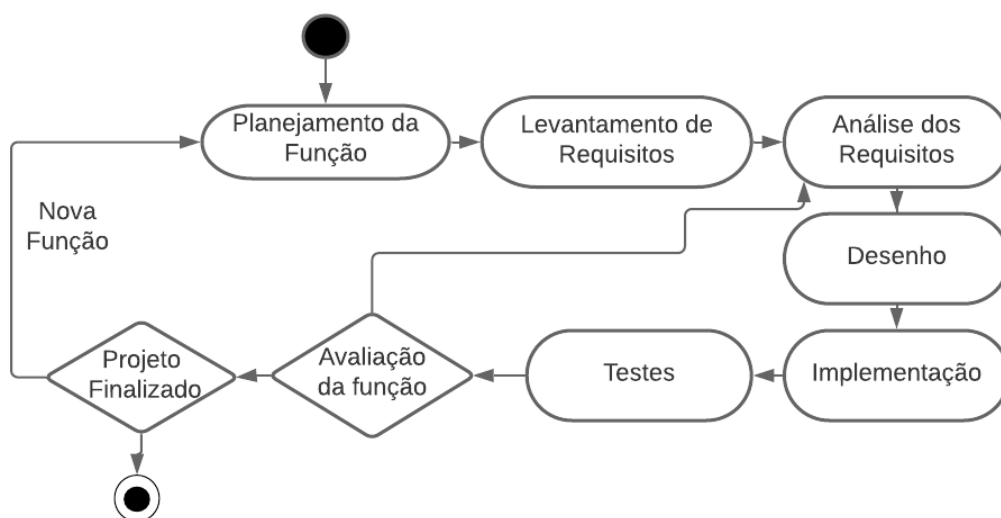 Planejamento da
Função
Levantamento de
Requisitos
Análise dos
Requisitos
Nova
Função
Desenho
Projeto
Finalizado
Avaliação
da função
Testes
Implementação